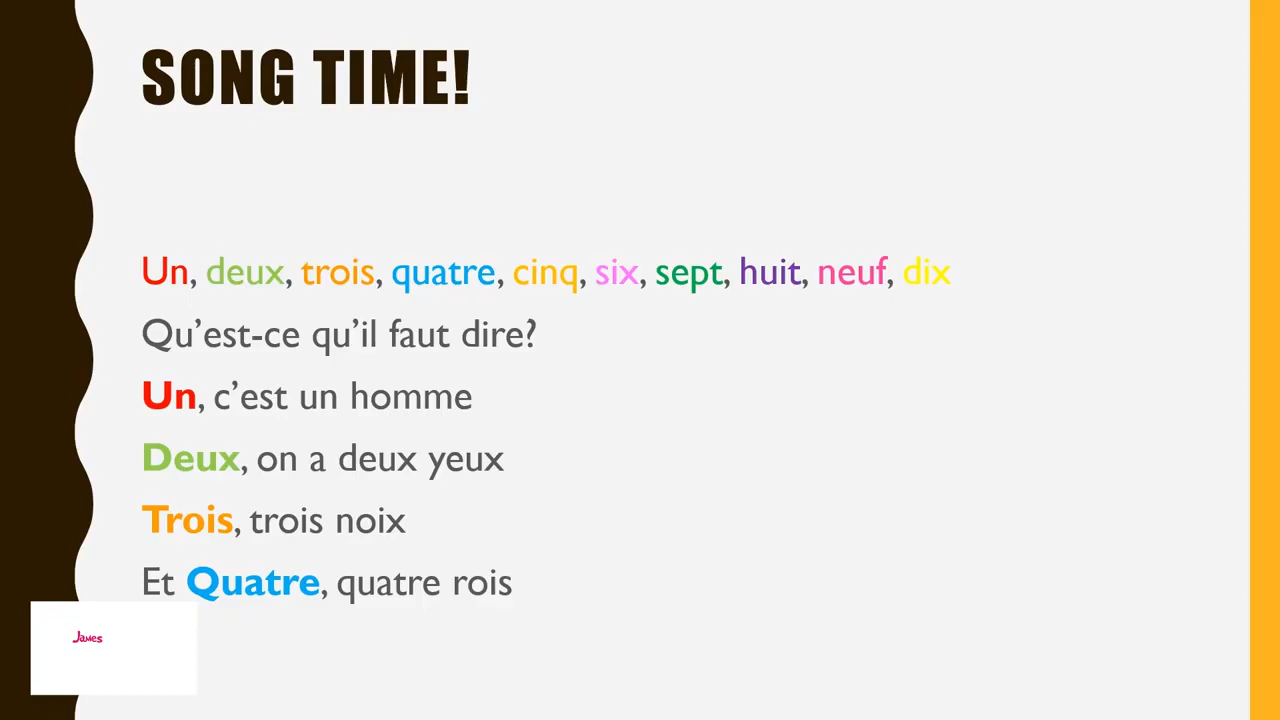 SONG TIME!
Un, deux, trois, quatre, cinq, six, sept, huit, neuf, dix
Qu’est-ce qu’il faut dire?
Un, c’est un homme
Deux, on a deux yeux
Trois, trois noix
Et Quatre, quatre rois
James